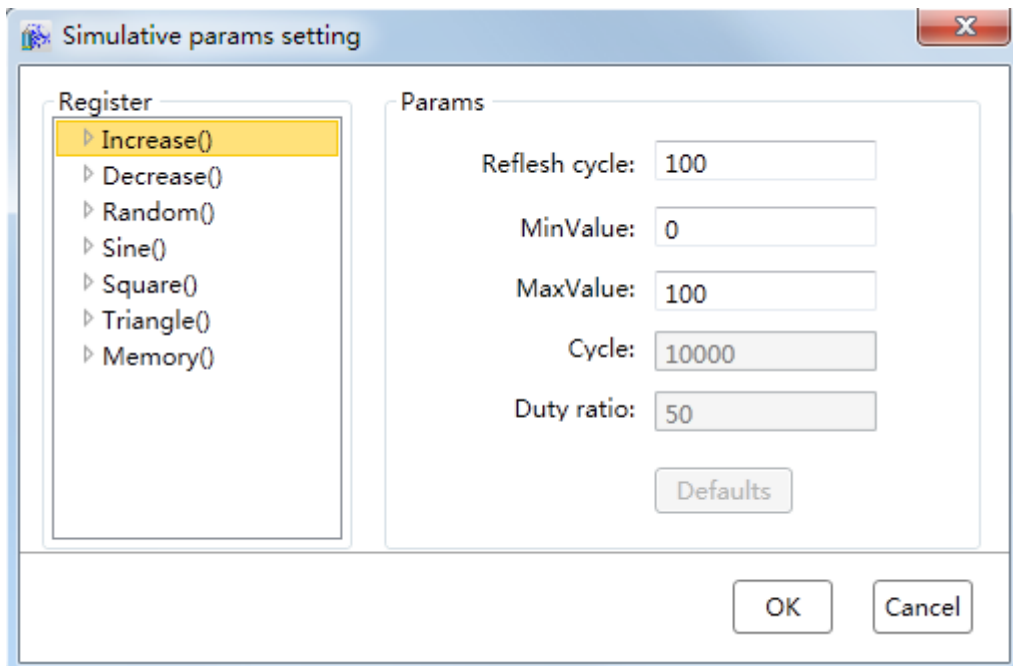 Simulative params setting
Register
Increase()
Decrease()
Random()
Sine()
Square()
Triangle()
Memory()
Params
Reflesh cycle: 100
MinValue: 0
MaxValue: 100
Cycle: 10000
Duty ratio: 50
Defaults
OK Cancel